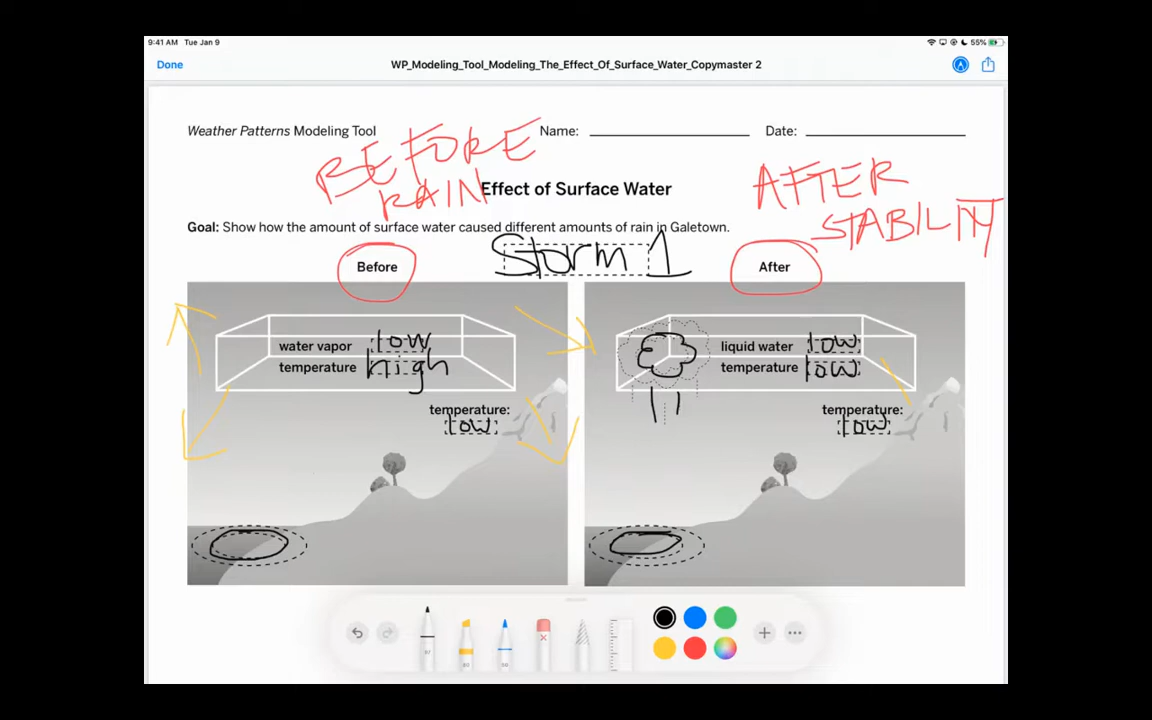 9:41 AM Tue Jan 9
55%
Done
WP_Modeling_Tool_Modeling_The_Effect_Of_Surface_Water_Copymaster 2
Weather Patterns Modeling Tool
Name:
Date:
BEFORE
RAIN
AFTER
STABILITY
Effect of Surface Water
Goal: Show how the amount of surface water caused different amounts of rain in Galetown.
Storm 1
Before
After
water vapor low
temperature high
temperature:
low
liquid water low
temperature low
temperature:
low
97
80
50